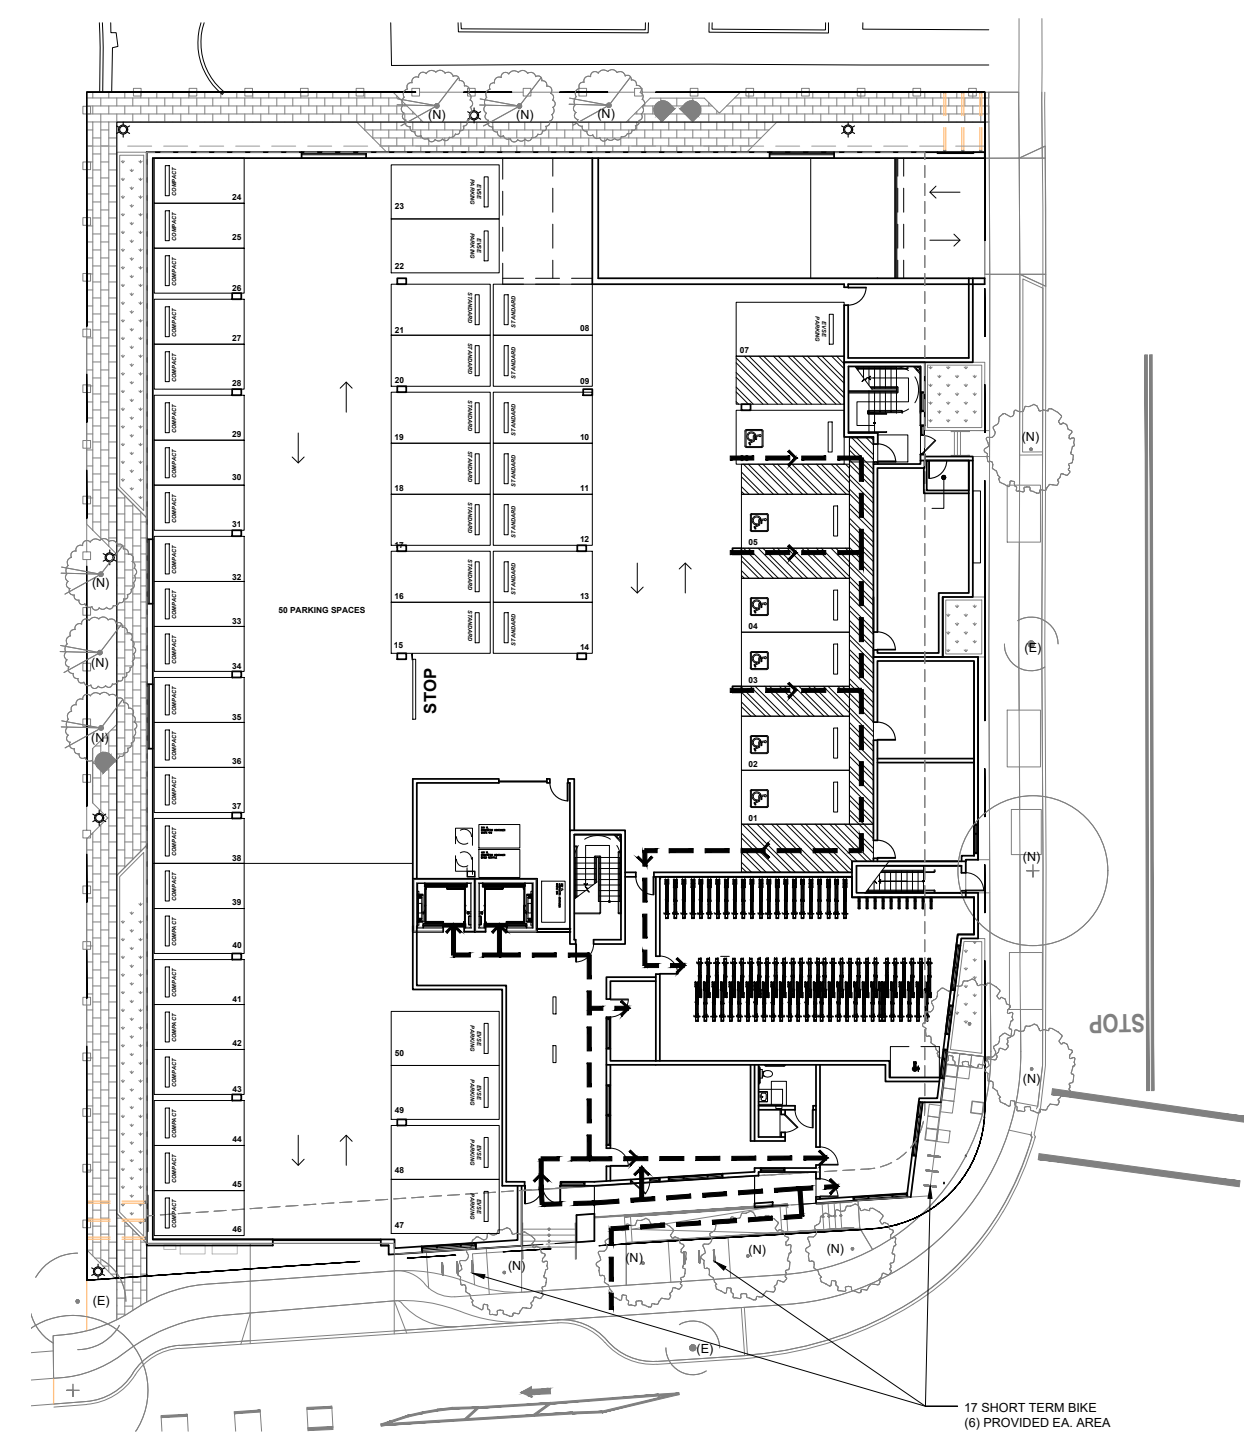 (N)
(N)
(N)
COMPACT
24
COMPACT
25
COMPACT
26
COMPACT
27
COMPACT
28
COMPACT
29
COMPACT
30
COMPACT
31
COMPACT
32
COMPACT
33
COMPACT
34
COMPACT
35
COMPACT
36
COMPACT
37
COMPACT
38
COMPACT
39
COMPACT
40
COMPACT
41
COMPACT
42
COMPACT
43
COMPACT
44
COMPACT
45
COMPACT
46
(N)
(N)
(N)
50 PARKING SPACES
EVSE
PARKING
23
EVSE
PARKING
22
STANDARD
21
STANDARD
20
STANDARD
19
STANDARD
18
STANDARD
17
STANDARD
16
STANDARD
15
STANDARD
08
STANDARD
09
STANDARD
10
STANDARD
11
STANDARD
12
STANDARD
13
STANDARD
14
STOP
EVSE
PARKING
07
05
04
03
02
01
EVSE
PARKING
50
EVSE
PARKING
49
EVSE
PARKING
48
EVSE
PARKING
47
(N)
(E)
(N)
STOP
(N)
(N)
(N)
(N)
(N)
(E)
(E)
17 SHORT TERM BIKE
(6) PROVIDED EA. AREA